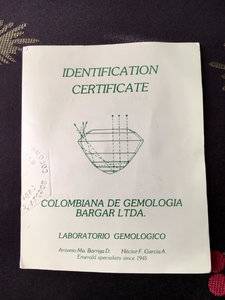 IDENTIFICATION
CERTIFICATE
COLOMBIANA DE GEMOLOGIA
BARGAR LTDA.
LABORATORIO GEMOLOGICO
Antonio Ma. Barriga D. Héctor F. García A.
Emerald specialists since 1945